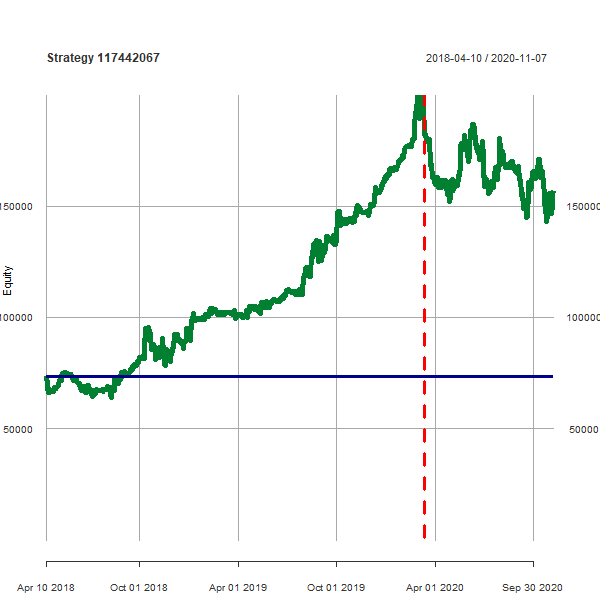 Strategy 117442067
2018-04-10 / 2020-11-07
150000
150000
100000
100000
50000
50000
Equity
Apr 10 2018
Oct 01 2018
Apr 01 2019
Oct 01 2019
Apr 01 2020
Sep 30 2020